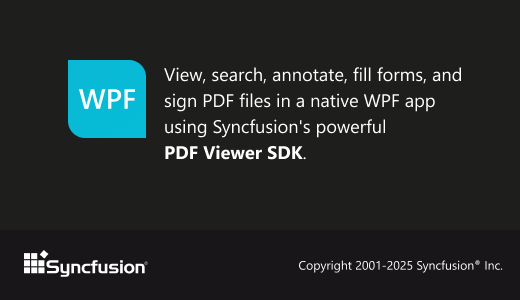 WPF
View, search, annotate, fill forms, and
sign PDF files in a native WPF app
using Syncfusion's powerful
PDF Viewer SDK.
Syncfusion®
Copyright 2001-2025 Syncfusion® Inc.